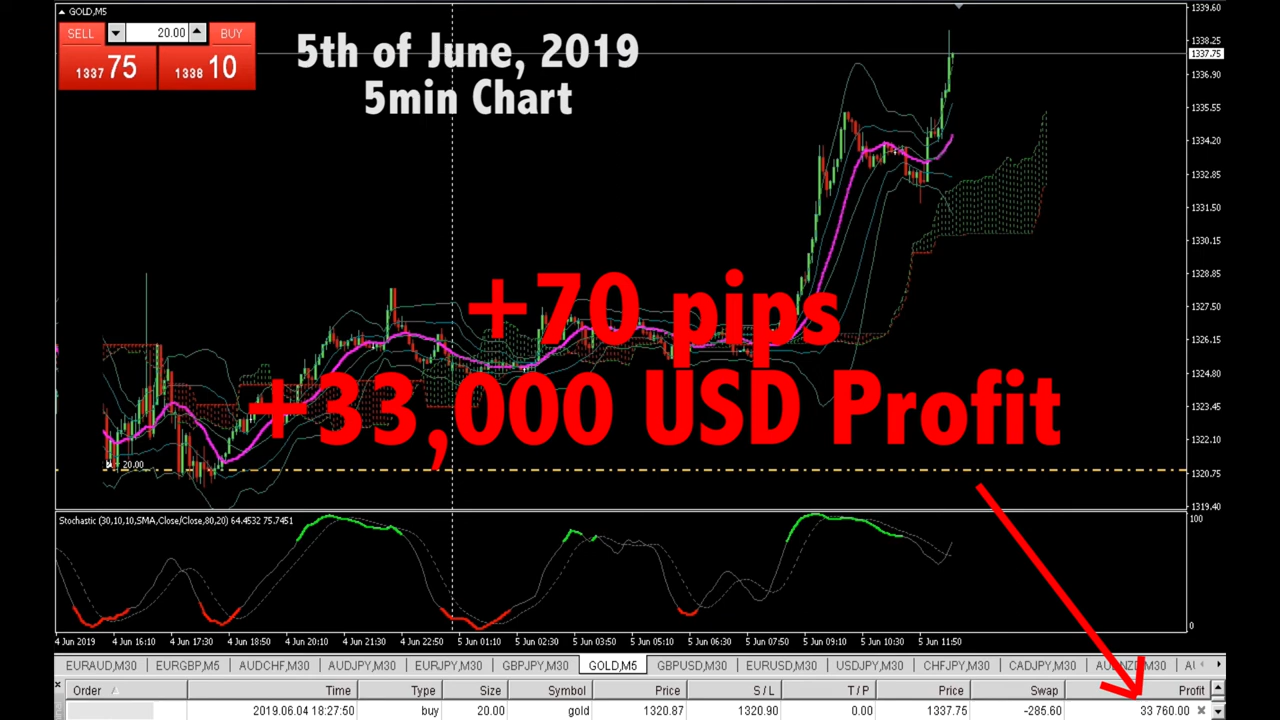 GOLD,M5
SELL 20.00 BUY
1337 75 1338 10
5th of June, 2019
5min Chart
1339.60
1338.25
1337.75
1336.90
1335.55
1334.20
1332.85
1331.50
1330.15
1328.85
1327.50
1326.15
1324.80
1323.45
1322.10
1320.75
1319.40
+70 pips
+33,000 USD Profit
20.00
Stochastic (30,10,10,SMA,Close/Close,80,20) 64.4532 75.7451
100
0
4 Jun 2019 4 Jun 16:10 4 Jun 17:30 4 Jun 18:50 4 Jun 20:10 4 Jun 21:30 4 Jun 22:50 5 Jun 01:10 5 Jun 02:30 5 Jun 03:50 5 Jun 05:10 5 Jun 06:30 5 Jun 07:50 5 Jun 09:10 5 Jun 10:30 5 Jun 11:50
EURAUD,M30 EURGBP,M5 AUDCHF,M30 AUDJPY,M30 EURJPY,M30 GBPJPY,M30 GOLD,M5 GBPUSD,M30 EURUSD,M30 USDJPY,M30 CHFJPY,M30 CADJPY,M30 AUDNZD,M30 AU
Order Time Type Size Symbol Price S / L T / P Price Swap Profit
2019.06.04 18:27:50 buy 20.00 gold 1320.87 1320.90 0.00 1337.75 -285.60 33 760.00